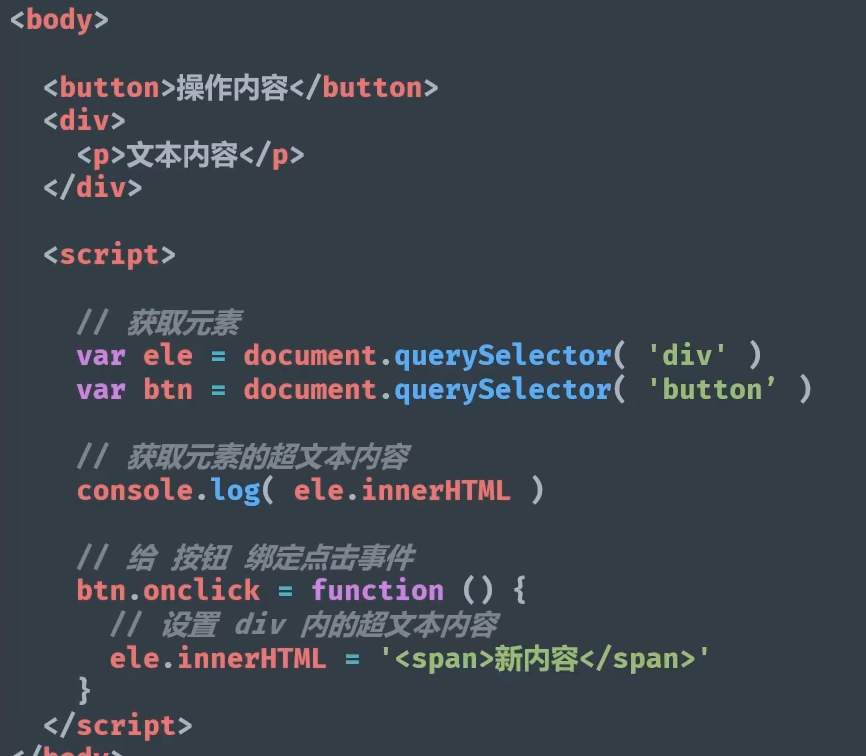 <body>
<button>操作内容</button>
<div>
<p>文本内容</p>
</div>
<script>
// 获取元素
var ele = document.querySelector( 'div' )
var btn = document.querySelector( 'button’ )
// 获取元素的超文本内容
console.log( ele.innerHTML )
// 给 按钮 绑定点击事件
btn.onclick = function () {
// 设置 div 内的超文本内容
ele.innerHTML = '<span>新内容</span>'
}
</script>
</body>